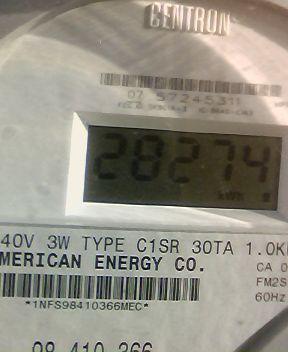 CENTRON
07 57245311
28274
kWh
40V 3W TYPE C1SR 30TA 1.0K
MERICAN ENERGY CO.
CA 0
FM2S
60Hz
*1NFS98410366MEC*
09 410 366